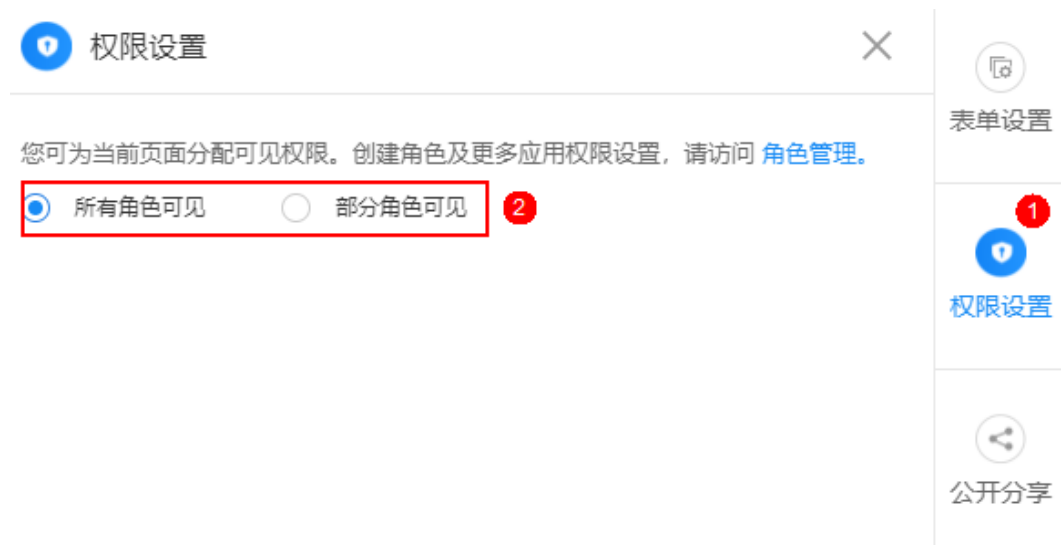 权限设置
您可为当前页面分配可见权限。创建角色及更多应用权限设置，请访问 角色管理。
所有角色可见 部分角色可见 2
表单设置
1
权限设置
公开分享